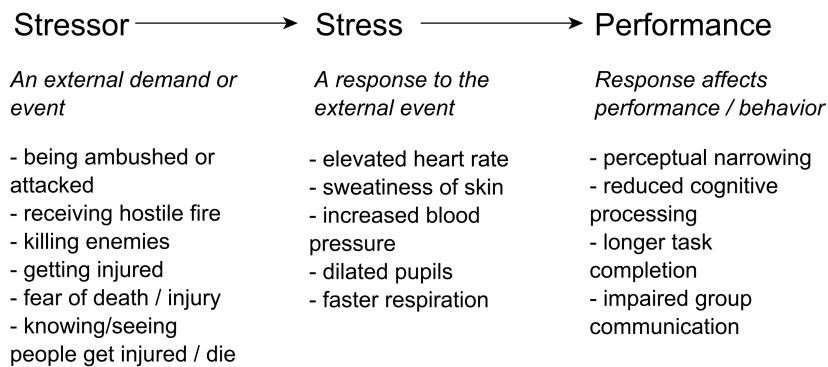 Stressor
An external demand or
event
- being ambushed or
attacked
- receiving hostile fire
- killing enemies
- getting injured
- fear of death / injury
- knowing/seeing
people get injured / die
Stress
A response to the
external event
- elevated heart rate
- sweatiness of skin
- increased blood
pressure
- dilated pupils
- faster respiration
Performance
Response affects
performance / behavior
- perceptual narrowing
- reduced cognitive
processing
- longer task
completion
- impaired group
communication